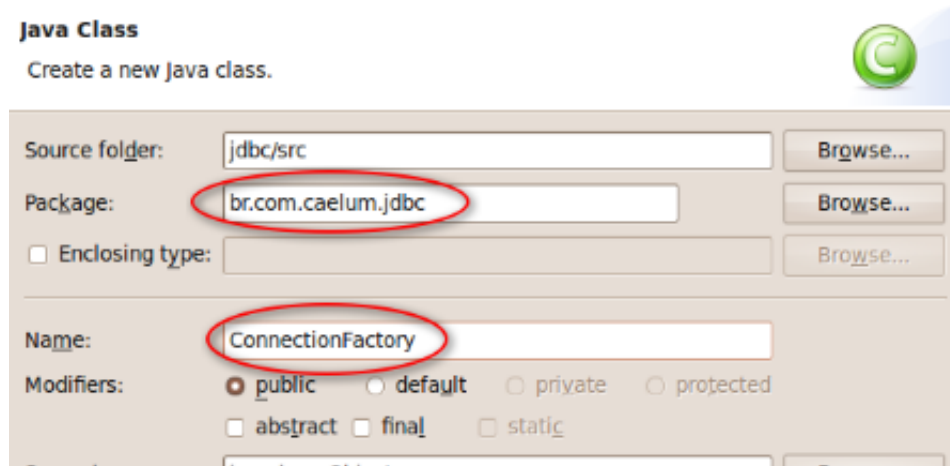 Java Class
Create a new Java class.
Source folder: jdbc/src Browse...
Package: br.com.caelum.jdbc Browse...
Enclosing type: Browse...
Name: ConnectionFactory
Modifiers: public default private protected
abstract final static